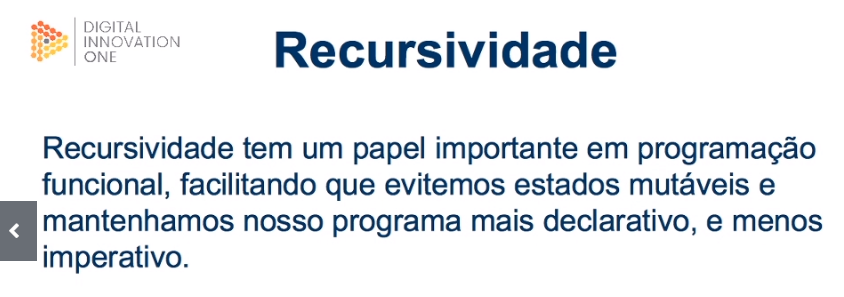 DIGITAL
INNOVATION
ONE
Recursividade
Recursividade tem um papel importante em programação
funcional, facilitando que evitemos estados mutáveis e
mantenhamos nosso programa mais declarativo, e menos
imperativo.